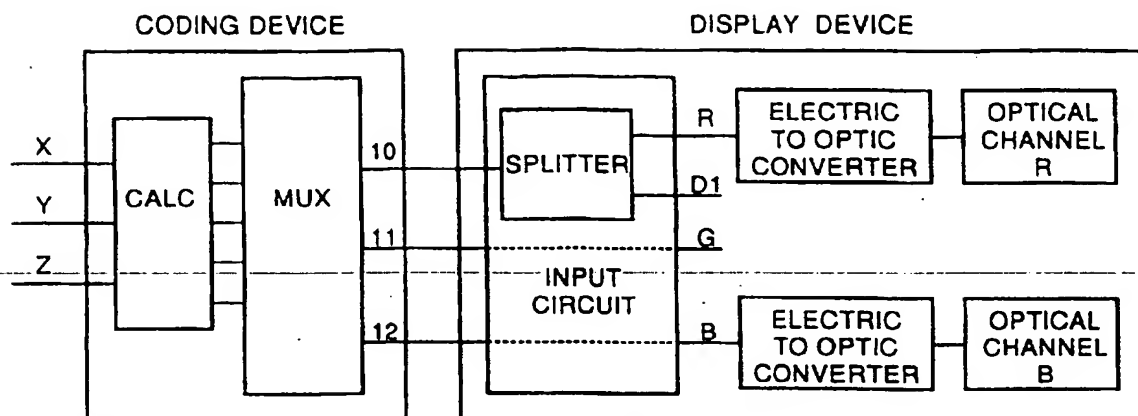 CODING DEVICE
DISPLAY DEVICE
X
Y
Z
CALC
MUX
10
11
12
SPLITTER
INPUT
CIRCUIT
R
D1
G
B
ELECTRIC
TO OPTIC
CONVERTER
OPTICAL
CHANNEL
R
ELECTRIC
TO OPTIC
CONVERTER
OPTICAL
CHANNEL
B